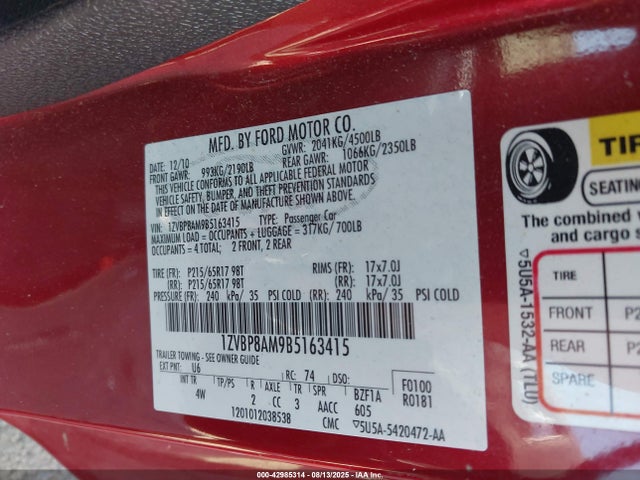 MFD. BY FORD MOTOR CO.
DATE: 12/10 GVWR: 2041KG/4500LB
FRONT GAWR: 993KG/2190LB REAR GAWR: 1066KG/2350LB
THIS VEHICLE CONFORMS TO ALL APPLICABLE FEDERAL MOTOR
VEHICLE SAFETY, BUMPER, AND THEFT PREVENTION STANDARDS
IN EFFECT ON THE DATE OF MANUFACTURE SHOWN ABOVE.
VIN: 1ZVBP8AM9B5163415 TYPE: Passenger Car
MAXIMUM LOAD = OCCUPANTS + LUGGAGE = 317KG/700LB
OCCUPANTS = 4 TOTAL; 2 FRONT, 2 REAR
TIRE (FR): P215/65R17 98T RIMS (FR): 17x7.0J
(RR): P215/65R17 98T (RR): 17x7.0J
PRESSURE (FR): 240 kPa/ 35 PSI COLD (RR): 240 kPa/ 35 PSI COLD
1ZVBP8AM9B5163415
TRAILER TOWING - SEE OWNER GUIDE
EXT PNT: U6 RC: 74 DSO: F0100
INT TR TP/PS R AXLE TR SPR BZF1A R0181
4W 2 CC 3 AACC 605
1201012038538 CMC ▽5U5A-5420472-AA
TIR
SEATING
The combined
and cargo s
▽5U5A-1532-AA (TLU)
TIRE
FRONT P2
REAR P2
SPARE
000-42985314 - 08/13/2025 - IAAI.com